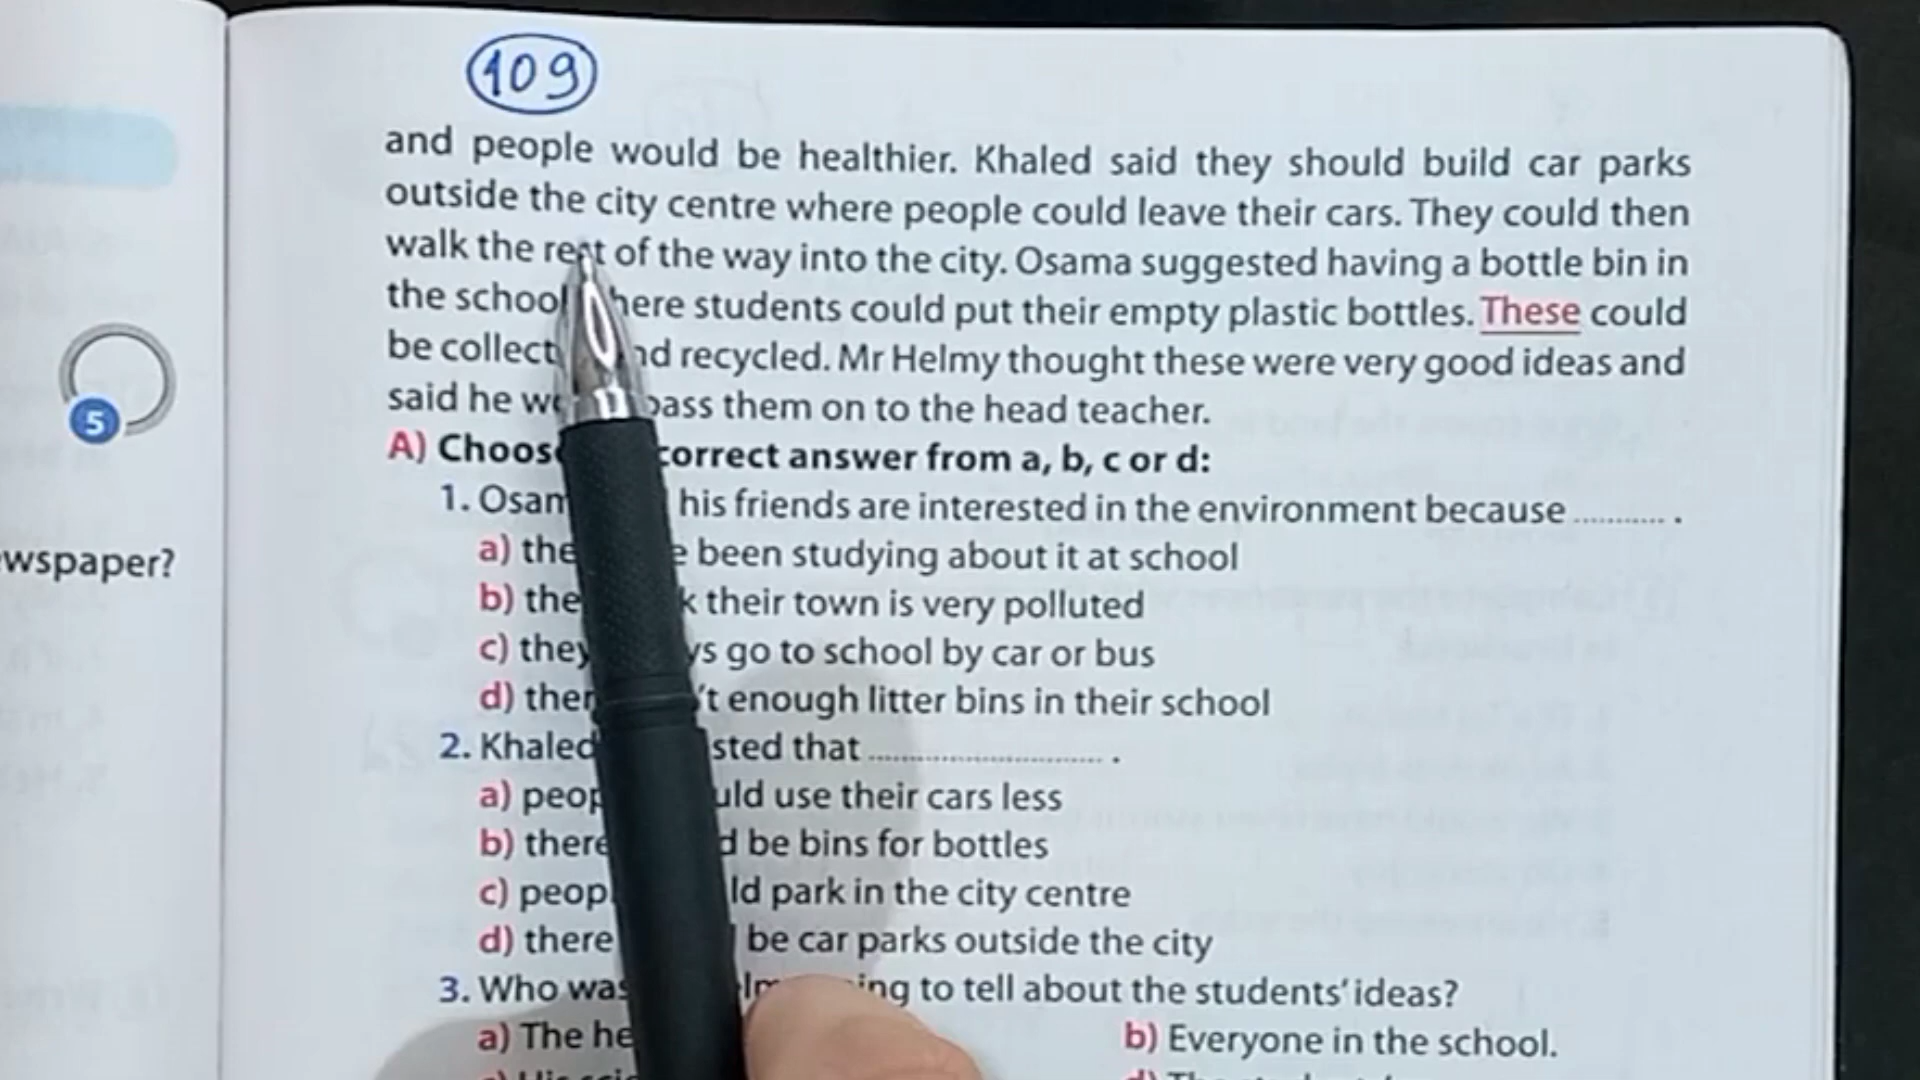 109
and people would be healthier. Khaled said they should build car parks
outside the city centre where people could leave their cars. They could then
walk the rest of the way into the city. Osama suggested having a bottle bin in
the school here students could put their empty plastic bottles. These could
be collect nd recycled. Mr Helmy thought these were very good ideas and
said he pass them on to the head teacher.
A) Choose correct answer from a, b, c or d:
1. Osam his friends are interested in the environment because .......... .
a) the been studying about it at school
b) the their town is very polluted
c) they go to school by car or bus
d) ther 't enough litter bins in their school
2. Khaled sted that .......................... .
a) peop uld use their cars less
b) there be bins for bottles
c) peop ld park in the city centre
d) there be car parks outside the city
3. Who was ing to tell about the students' ideas?
a) The he
b) Everyone in the school.
5
wspaper?